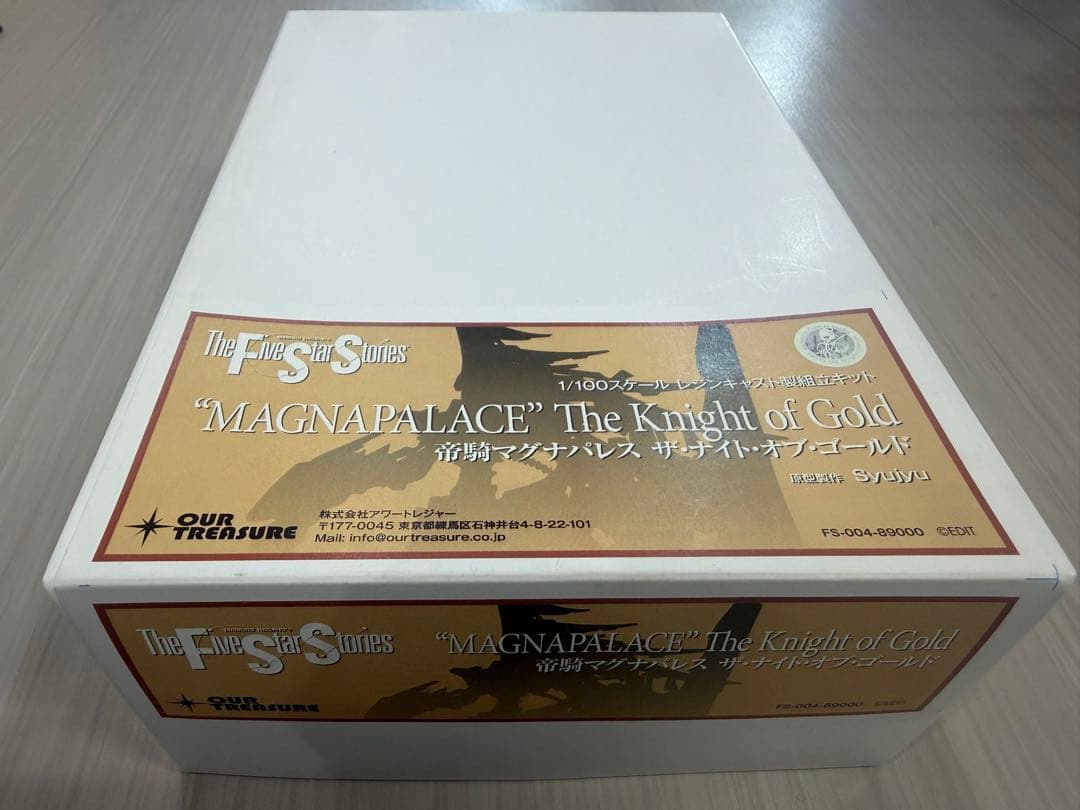 The Five Star Stories
1/100スケール レジンキャスト製組立キット
“MAGNAPALACE” The Knight of Gold
帝騎マグナパレス ザ・ナイト・オブ・ゴールド
原型製作 Syujyu
OUR TREASURE
株式会社アワートレジャー
〒177-0045 東京都練馬区石神井台4-8-22-101
Mail: info@ourtreasure.co.jp
FS-004-89000 ©EDIT
The Five Star Stories
“MAGNAPALACE” The Knight of Gold
帝騎マグナパレス ザ・ナイト・オブ・ゴールド
OUR TREASURE
FS-004-89000 ©EDIT